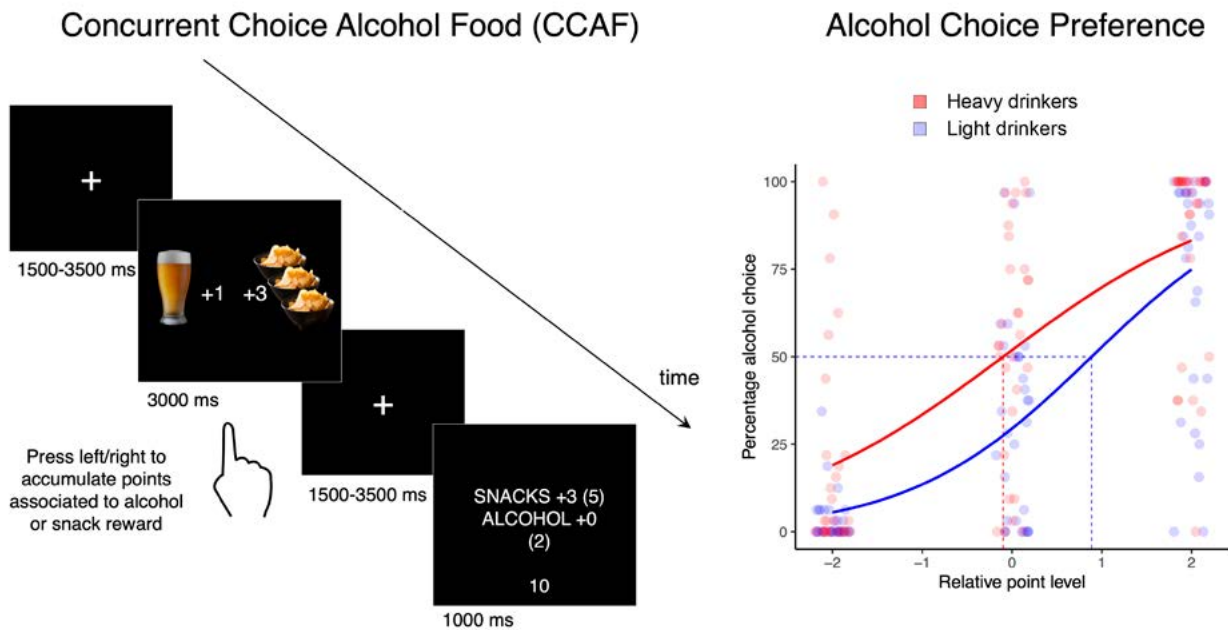 Concurrent Choice Alcohol Food (CCAF)
1500-3500 ms
+1 +3
3000 ms
Press left/right to
accumulate points
associated to alcohol
or snack reward
1500-3500 ms
time
SNACKS +3 (5)
ALCOHOL +0
(2)
10
1000 ms
Alcohol Choice Preference
Heavy drinkers
Light drinkers
Percentage alcohol choice
100
75
50
25
0
−2 −1 0 1 2
Relative point level